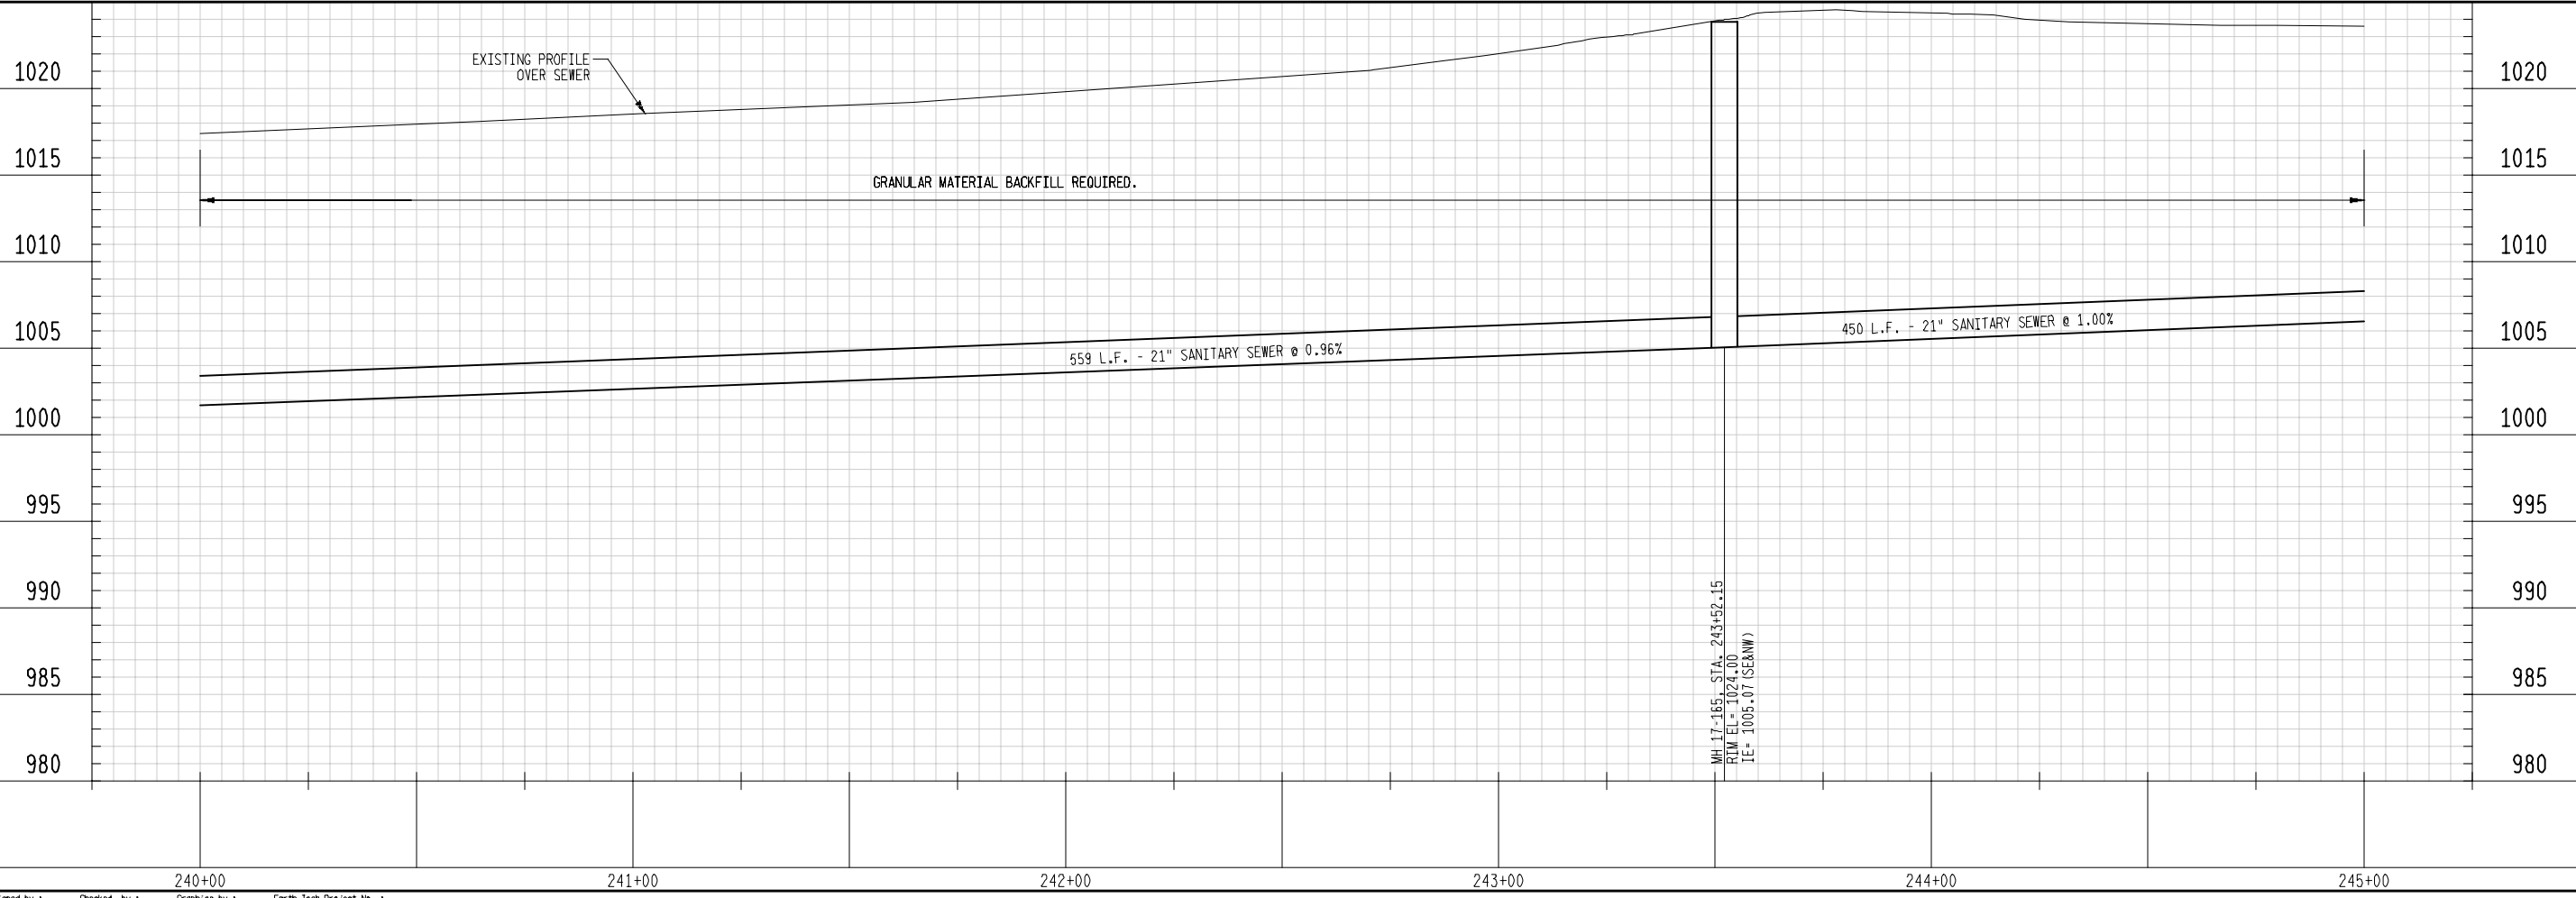 EXISTING PROFILE
OVER SEWER
1020 1020
1015 1015
GRANULAR MATERIAL BACKFILL REQUIRED.
1010 1010
1005 1005
559 L.F. - 21" SANITARY SEWER @ 0.96%
450 L.F. - 21" SANITARY SEWER @ 1.00%
1000 1000
995 995
990 990
985 985
980 980
MH 17-165, STA. 243+52.15
RIM EL= 1024.00
IE= 1005.07 (SE&NW)
240+00 241+00 242+00 243+00 244+00 245+00